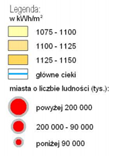 Legenda:
w kWh/m²
1075 - 1100
1100 - 1125
1125 - 1150
główne cieki
miasta o liczbie ludności (tys.):
powyżej 200 000
200 000 - 90 000
poniżej 90 000